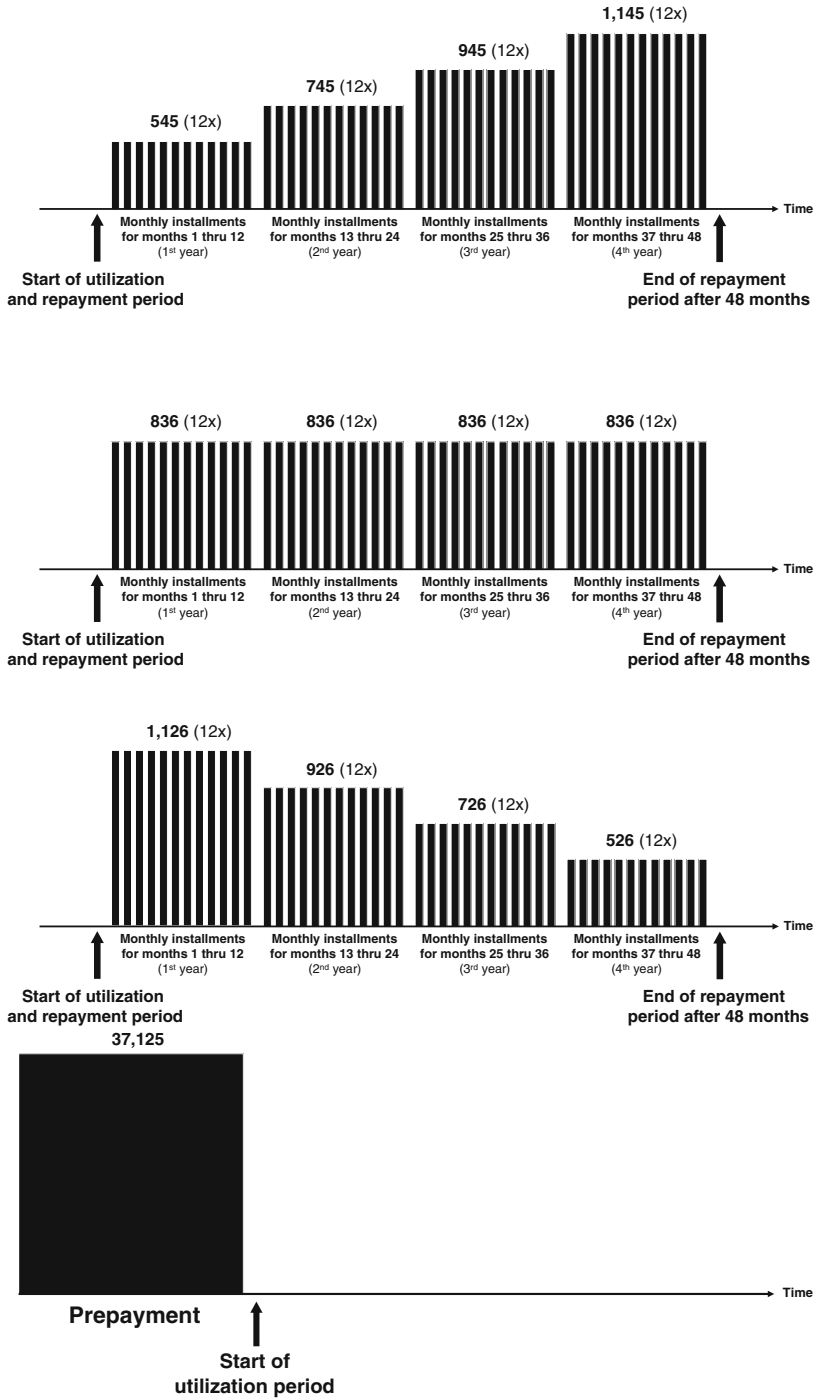 1,145 (12x)
945 (12x)
745 (12x)
545 (12x)
Time
Monthly installments
for months 1 thru 12
(1st year)
Monthly installments
for months 13 thru 24
(2nd year)
Monthly installments
for months 25 thru 36
(3rd year)
Monthly installments
for months 37 thru 48
(4th year)
Start of utilization
and repayment period
End of repayment
period after 48 months
836 (12x)
836 (12x)
836 (12x)
836 (12x)
Time
Monthly installments
for months 1 thru 12
(1st year)
Monthly installments
for months 13 thru 24
(2nd year)
Monthly installments
for months 25 thru 36
(3rd year)
Monthly installments
for months 37 thru 48
(4th year)
Start of utilization
and repayment period
End of repayment
period after 48 months
1,126 (12x)
926 (12x)
726 (12x)
526 (12x)
Time
Monthly installments
for months 1 thru 12
(1st year)
Monthly installments
for months 13 thru 24
(2nd year)
Monthly installments
for months 25 thru 36
(3rd year)
Monthly installments
for months 37 thru 48
(4th year)
Start of utilization
and repayment period
End of repayment
period after 48 months
37,125
Time
Prepayment
Start of
utilization period